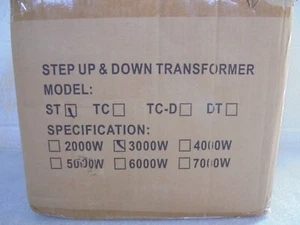 STEP UP & DOWN TRANSFORMER
MODEL:
ST☑ TC☐ TC-D☐ DT☐
SPECIFICATION:
☐2000W ☑3000W ☐4000W
☐5000W ☐6000W ☐7000W